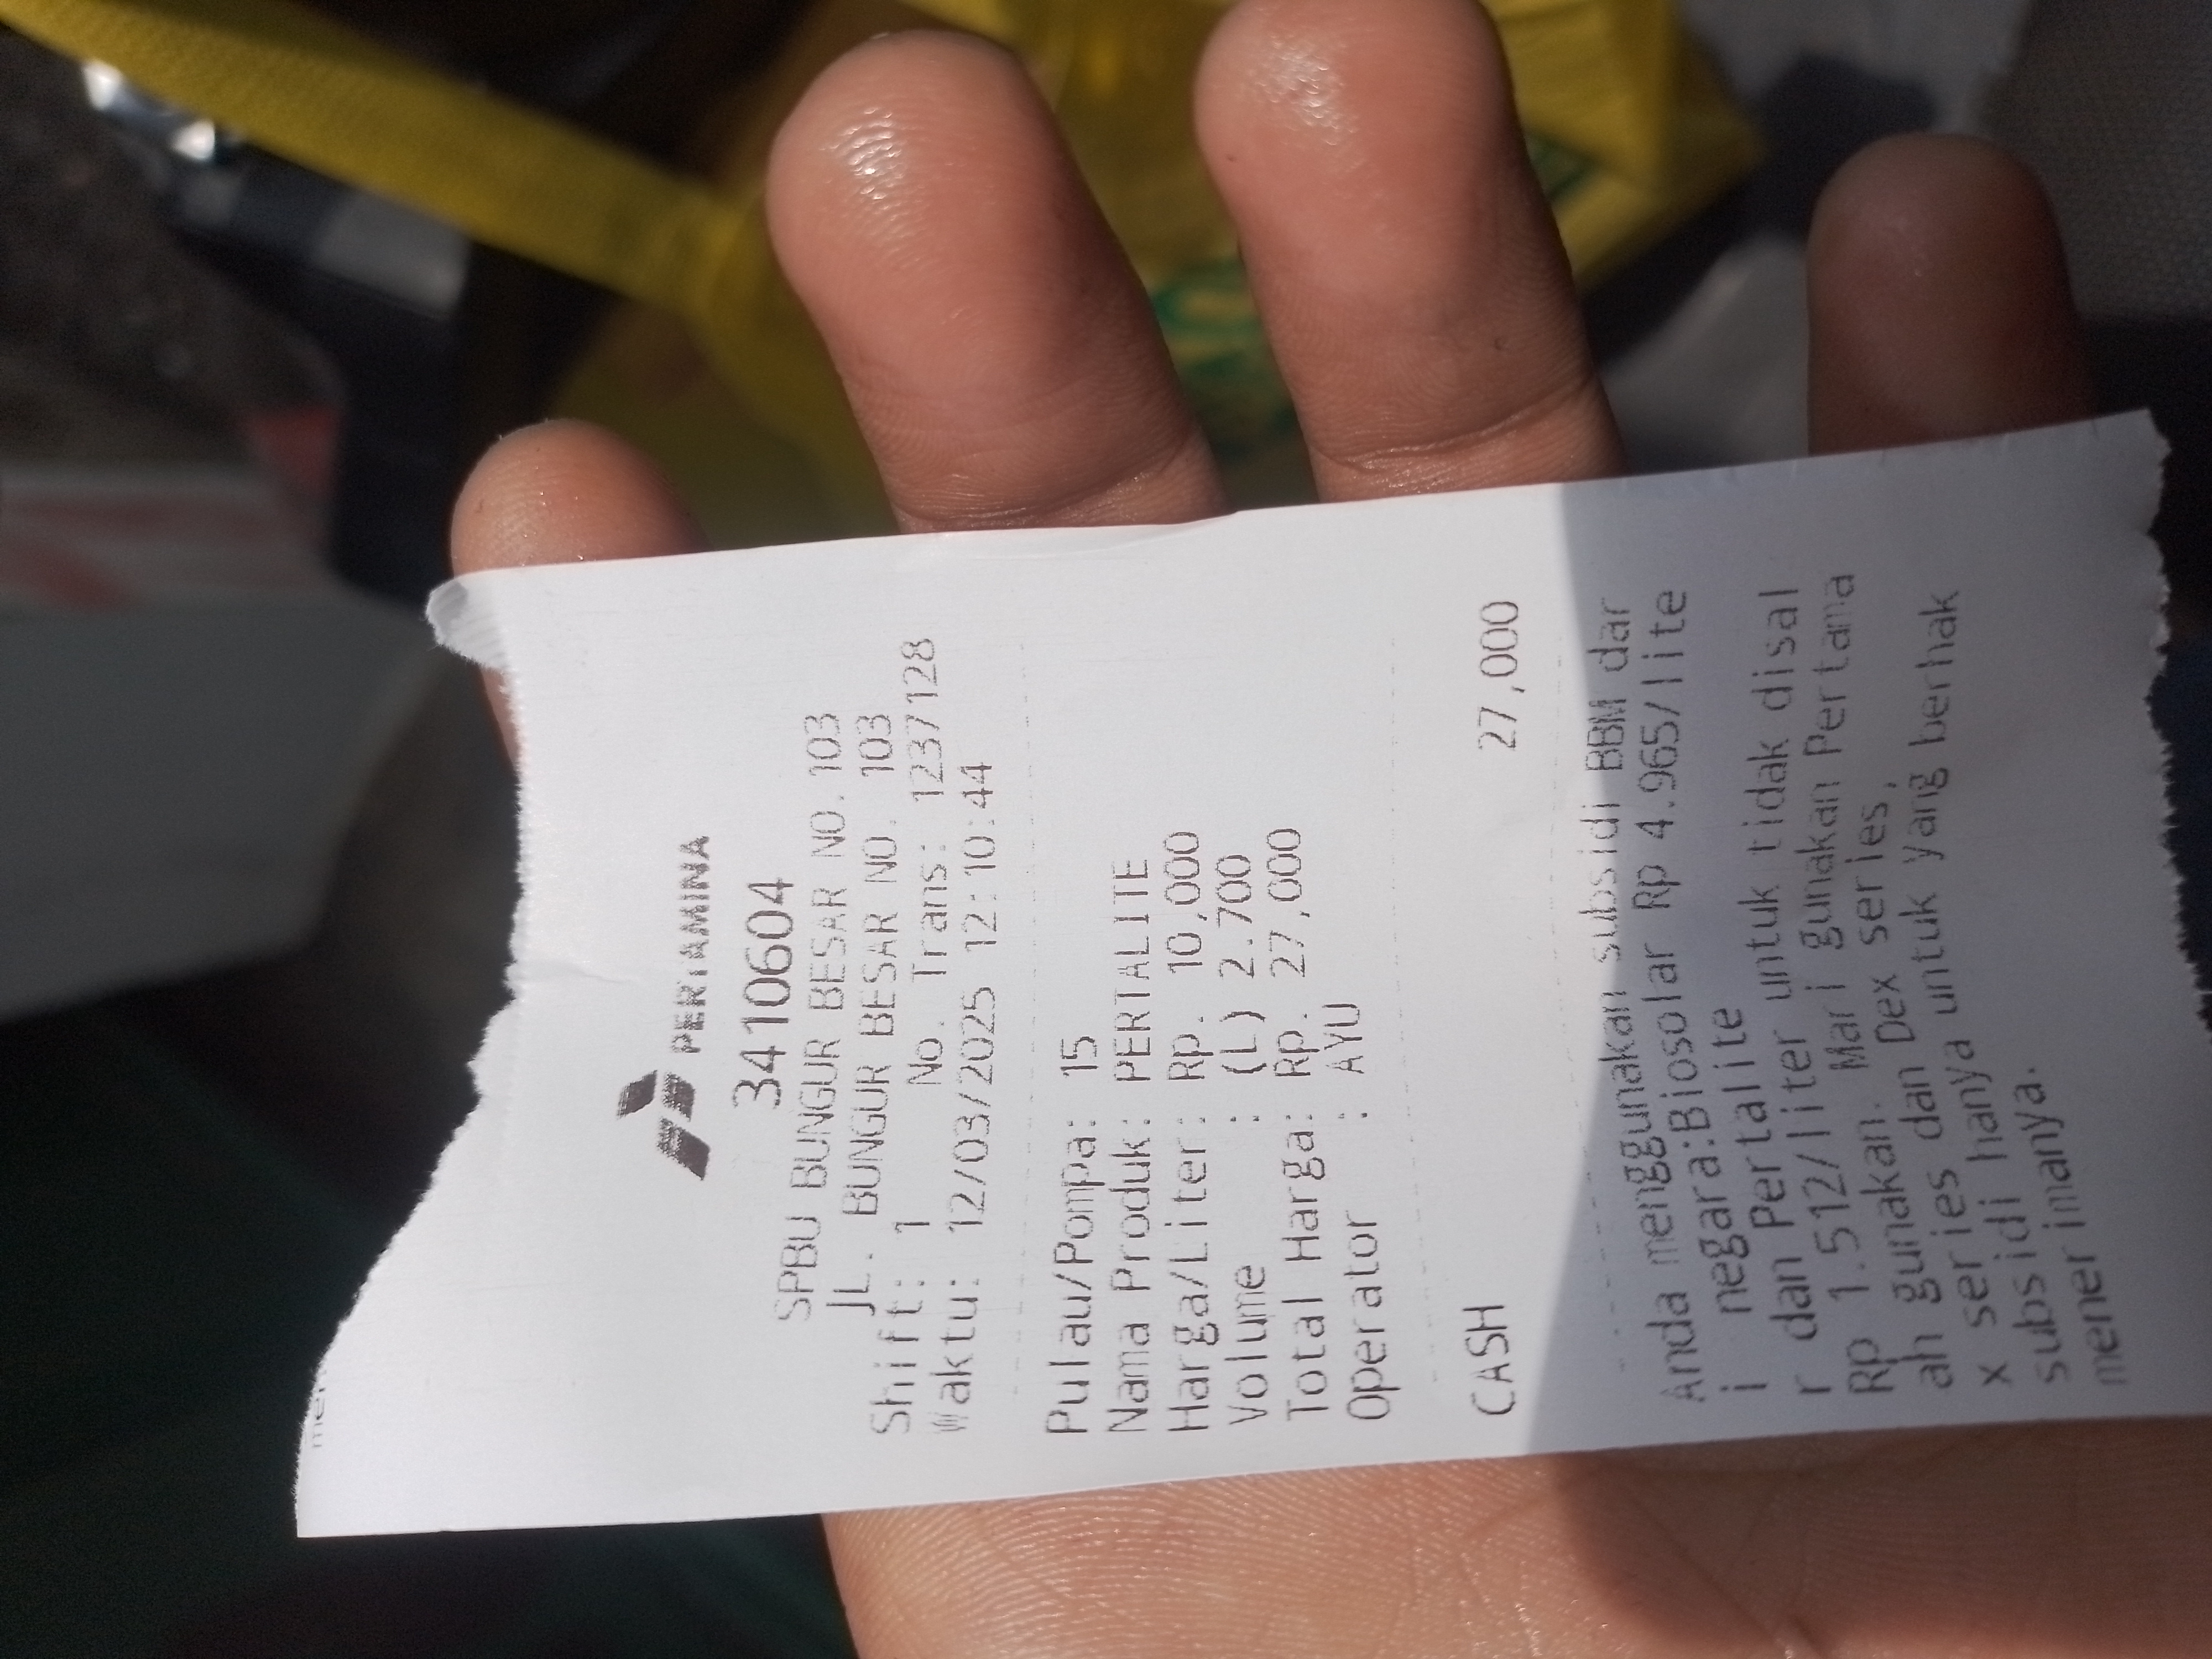 PERTAMINA
3410604
SPBU BUNGUR BESAR NO. 103
JL. BUNGUR BESAR NO. 103
Shift: 1 No. Trans: 1237128
Waktu: 12/03/2025 12:10:44
Pulau/Pompa: 15
Nama Produk: PERTALITE
Harga/Liter: Rp. 10,000
Volume : (L) 2.700
Total Harga: Rp. 27,000
Operator : AYU
CASH 27,000
Anda menggunakan subsidi BBM dar
i negara:Biosolar Rp 4.965/lite
r dan Pertalite
Rp 1.512/liter untuk tidak disal
ah gunakan. Mari gunakan Pertama
x series dan Dex series,
subsidi hanya untuk yang berhak
menerimanya.